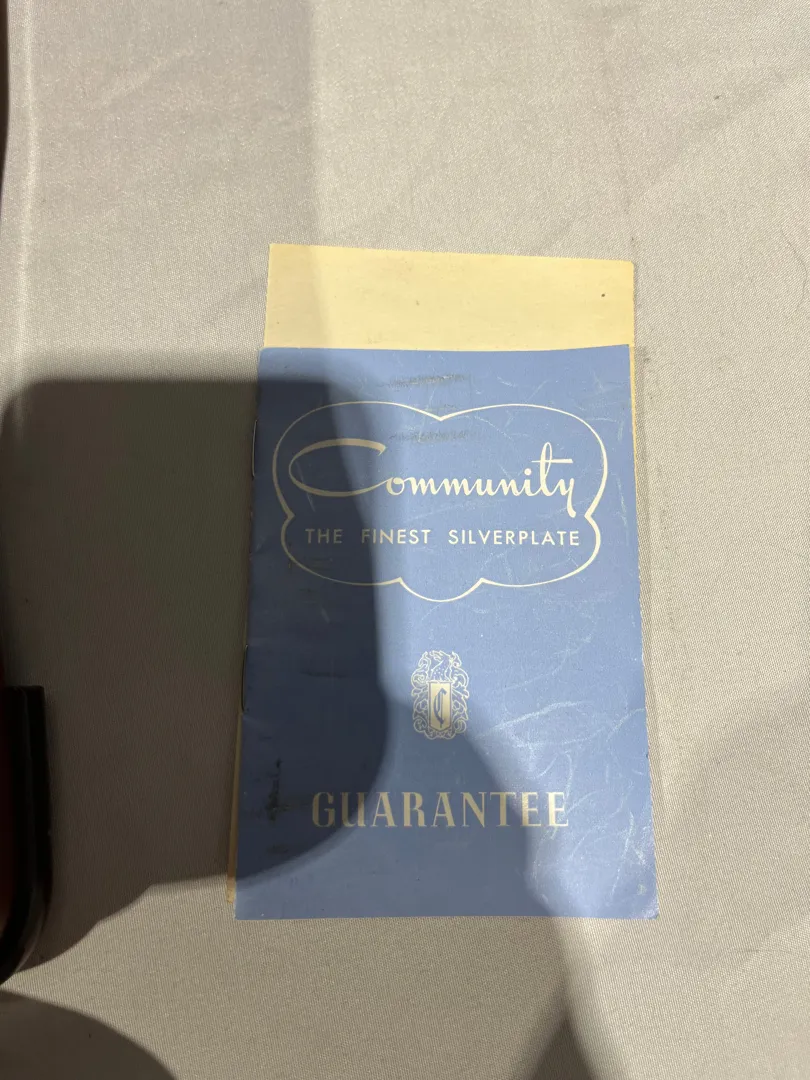 Community
THE FINEST SILVERPLATE
C
GUARANTEE